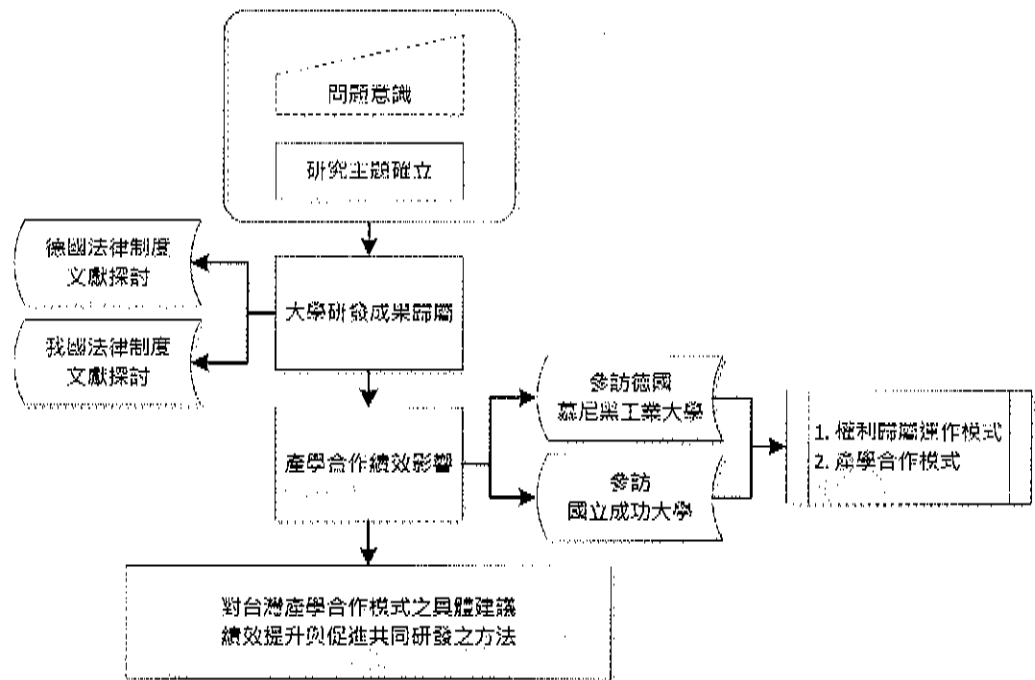 問題意識
研究主題確立
德國法律制度
文獻探討
我國法律制度
文獻探討
大學研發成果歸屬
產學合作績效影響
參訪德國
慕尼黑工業大學
參訪
國立成功大學
1. 權利歸屬運作模式
2. 產學合作模式
對台灣產學合作模式之具體建議
績效提升與促進共同研發之方法